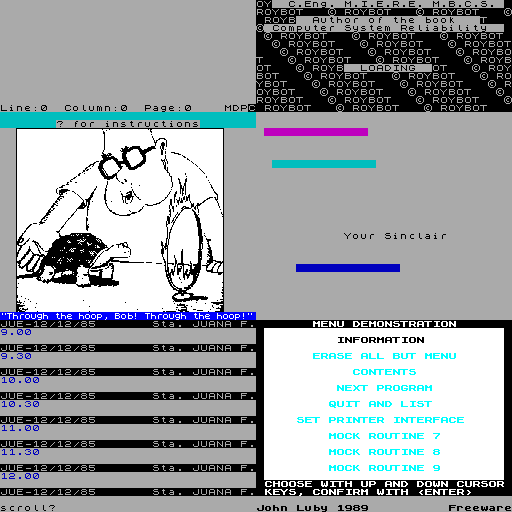 Line:0  Column:0  Page:0    MDPC
? for instructions
"Through the hoop, Bob! Through the hoop!"
JUE-12/12/85       Sta. JUANA F.
9.00
JUE-12/12/85       Sta. JUANA F.
9.30
JUE-12/12/85       Sta. JUANA F.
10.00
JUE-12/12/85       Sta. JUANA F.
10.30
JUE-12/12/85       Sta. JUANA F.
11.00
JUE-12/12/85       Sta. JUANA F.
11.30
JUE-12/12/85       Sta. JUANA F.
12.00
JUE-12/12/85       Sta. JUANA F.
scroll?
OY  C.Eng. M.I.E.R.E. M.B.C.S.
© ROYBOT © ROYBOT © ROYBOT
ROYB  Author of the book  T
© Computer System Reliability
© ROYBOT © ROYBOT © ROYBOT
© ROYBOT © ROYBOT © ROYBOT
ROYBOT © ROYBOT © ROYBOT
© ROYBOT © ROYBOT © ROYBOT
© ROYB  LOADING  OT © ROYBOT
ROYBOT © ROYBOT © ROYBOT
© ROYBOT © ROYBOT © ROYBOT
© ROYBOT © ROYBOT © ROYBOT
ROYBOT © ROYBOT © ROYBOT
Your Sinclair
MENU DEMONSTRATION
INFORMATION
ERASE ALL BUT MENU
CONTENTS
NEXT PROGRAM
QUIT AND LIST
SET PRINTER INTERFACE
MOCK ROUTINE 7
MOCK ROUTINE 8
MOCK ROUTINE 9
CHOOSE WITH UP AND DOWN CURSOR
KEYS, CONFIRM WITH <ENTER>
John Luby 1989          Freeware